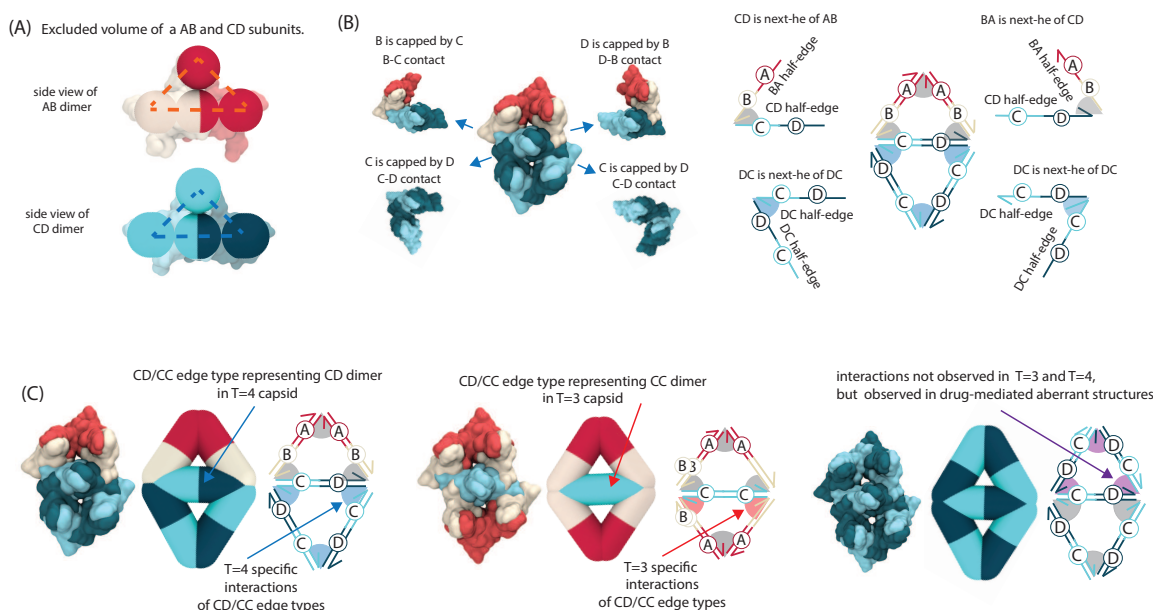 (A)
Excluded volume of a AB and CD subunits.
side view of
AB dimer
side view of
CD dimer
(B)
B is capped by C
B-C contact
D is capped by B
D-B contact
C is capped by D
C-D contact
C is capped by D
C-D contact
CD is next-he of AB
A
B
BA half-edge
CD half-edge
C
D
DC is next-he of DC
C
D
DC half-edge
D
C
DC half-edge
A
A
B
B
C
D
D
C
C
D
BA is next-he of CD
A
B
BA half-edge
CD half-edge
C
D
DC is next-he of DC
C
D
DC half-edge
C
D
DC half-edge
(C)
CD/CC edge type representing CD dimer
in T=4 capsid
A
A
B
B
C
D
D
C
C
D
T=4 specific
interactions
of CD/CC edge types
CD/CC edge type representing CC dimer
in T=3 capsid
A
A
B3
C
C
B
A
A
T=3 specific
interactions
of CD/CC edge types
interactions not observed in T=3 and T=4,
but observed in drug-mediated aberrant structures
C
D
D
C
C
D
D
C
C
D